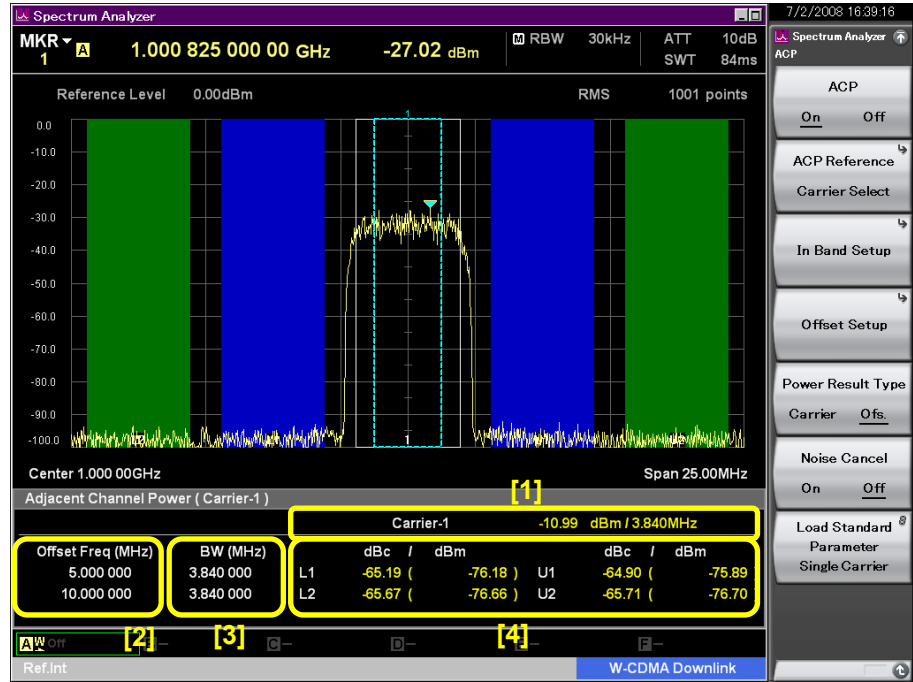 Spectrum Analyzer
7/2/2008 16:39:16
MKR 1 A 1.000 825 000 00 GHz -27.02 dBm
M RBW 30kHz ATT 10dB
SWT 84ms
Reference Level 0.00dBm RMS 1001 points
1
0.0
-10.0
-20.0
-30.0
-40.0
-50.0
-60.0
-70.0
-80.0
-90.0
-100.0
1
Center 1.000 00GHz Span 25.00MHz
Adjacent Channel Power ( Carrier-1 )
[1]
Carrier-1 -10.99 dBm / 3.840MHz
Offset Freq (MHz) BW (MHz) dBc / dBm dBc / dBm
5.000 000 3.840 000 L1 -65.19 ( -76.18 ) U1 -64.90 ( -75.89
10.000 000 3.840 000 L2 -65.67 ( -76.66 ) U2 -65.71 ( -76.70
[2] [3] [4]
A W Off C- D- F-
Ref.Int W-CDMA Downlink
Spectrum Analyzer
ACP
ACP
On Off
ACP Reference
Carrier Select
In Band Setup
Offset Setup
Power Result Type
Carrier Ofs.
Noise Cancel
On Off
Load Standard
Parameter
Single Carrier